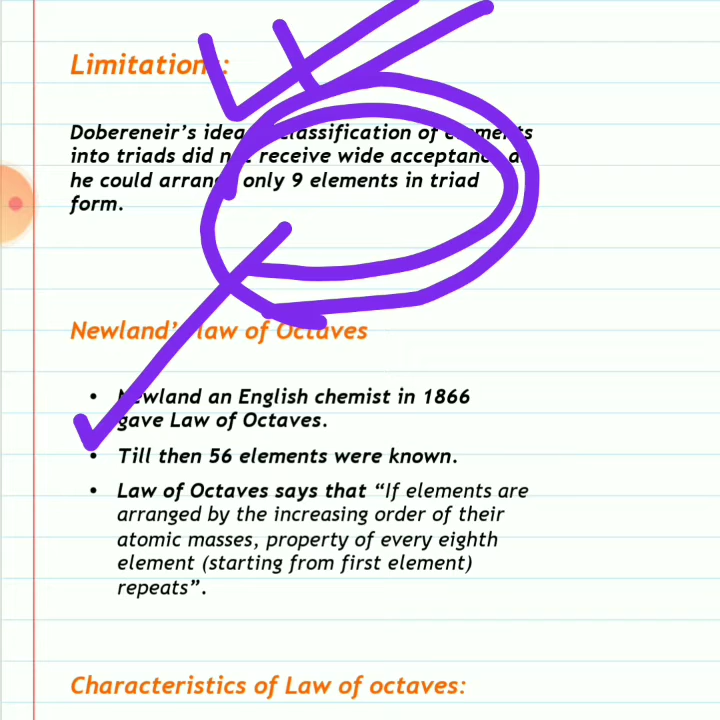 Limitations:
Dobereneir's idea classification of elements
into triads did not receive wide acceptance
he could arrange only 9 elements in triad
form.
Newland's law of Octaves
• Newland an English chemist in 1866
gave Law of Octaves.
• Till then 56 elements were known.
• Law of Octaves says that “If elements are
arranged by the increasing order of their
atomic masses, property of every eighth
element (starting from first element)
repeats”.
Characteristics of Law of octaves: